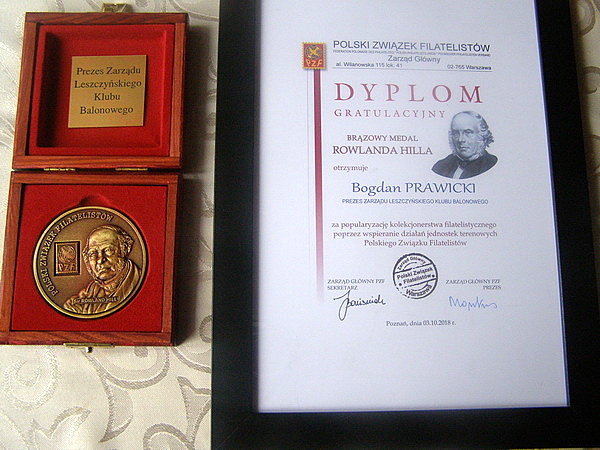 Prezes Zarządu
Leszczyńskiego
Klubu
Balonowego
POLSKI ZWIĄZEK FILATELISTÓW
PZF
SIR ROWLAND HILL
POLSKI ZWIĄZEK FILATELISTÓW
Zarząd Główny
al. Wilanowska 115 lok. 41 02-765 Warszawa
PZF
DYPLOM
GRATULACYJNY
BRĄZOWY MEDAL
ROWLANDA HILLA
otrzymuje
Bogdan PRAWICKI
PREZES ZARZĄDU LESZCZYŃSKIEGO KLUBU BALONOWEGO
za popularyzację kolekcjonerstwa filatelistycznego
poprzez wspieranie działań jednostek terenowych
Polskiego Związku Filatelistów
ZARZĄD GŁÓWNY PZF
SEKRETARZ
Zarząd Główny
Polski Związek
Filatelistów
Warszawa
ZARZĄD GŁÓWNY PZF
PREZES
Poznań, dnia 03.10.2018 r.